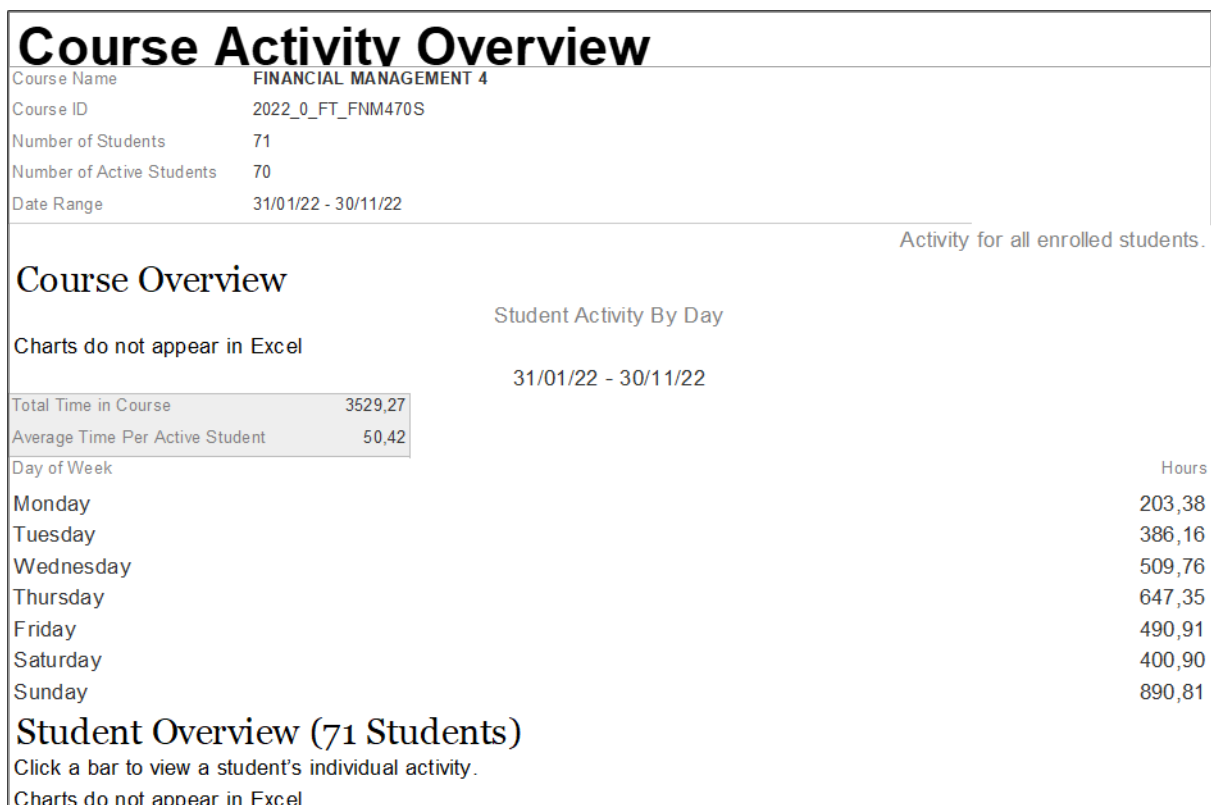 Course Activity Overview
Course Name FINANCIAL MANAGEMENT 4
Course ID 2022_0_FT_FNM470S
Number of Students 71
Number of Active Students 70
Date Range 31/01/22 - 30/11/22
Activity for all enrolled students.
Course Overview
Student Activity By Day
Charts do not appear in Excel
31/01/22 - 30/11/22
Total Time in Course 3529,27
Average Time Per Active Student 50,42
Day of Week Hours
Monday 203,38
Tuesday 386,16
Wednesday 509,76
Thursday 647,35
Friday 490,91
Saturday 400,90
Sunday 890,81
Student Overview (71 Students)
Click a bar to view a student’s individual activity.
Charts do not appear in Excel